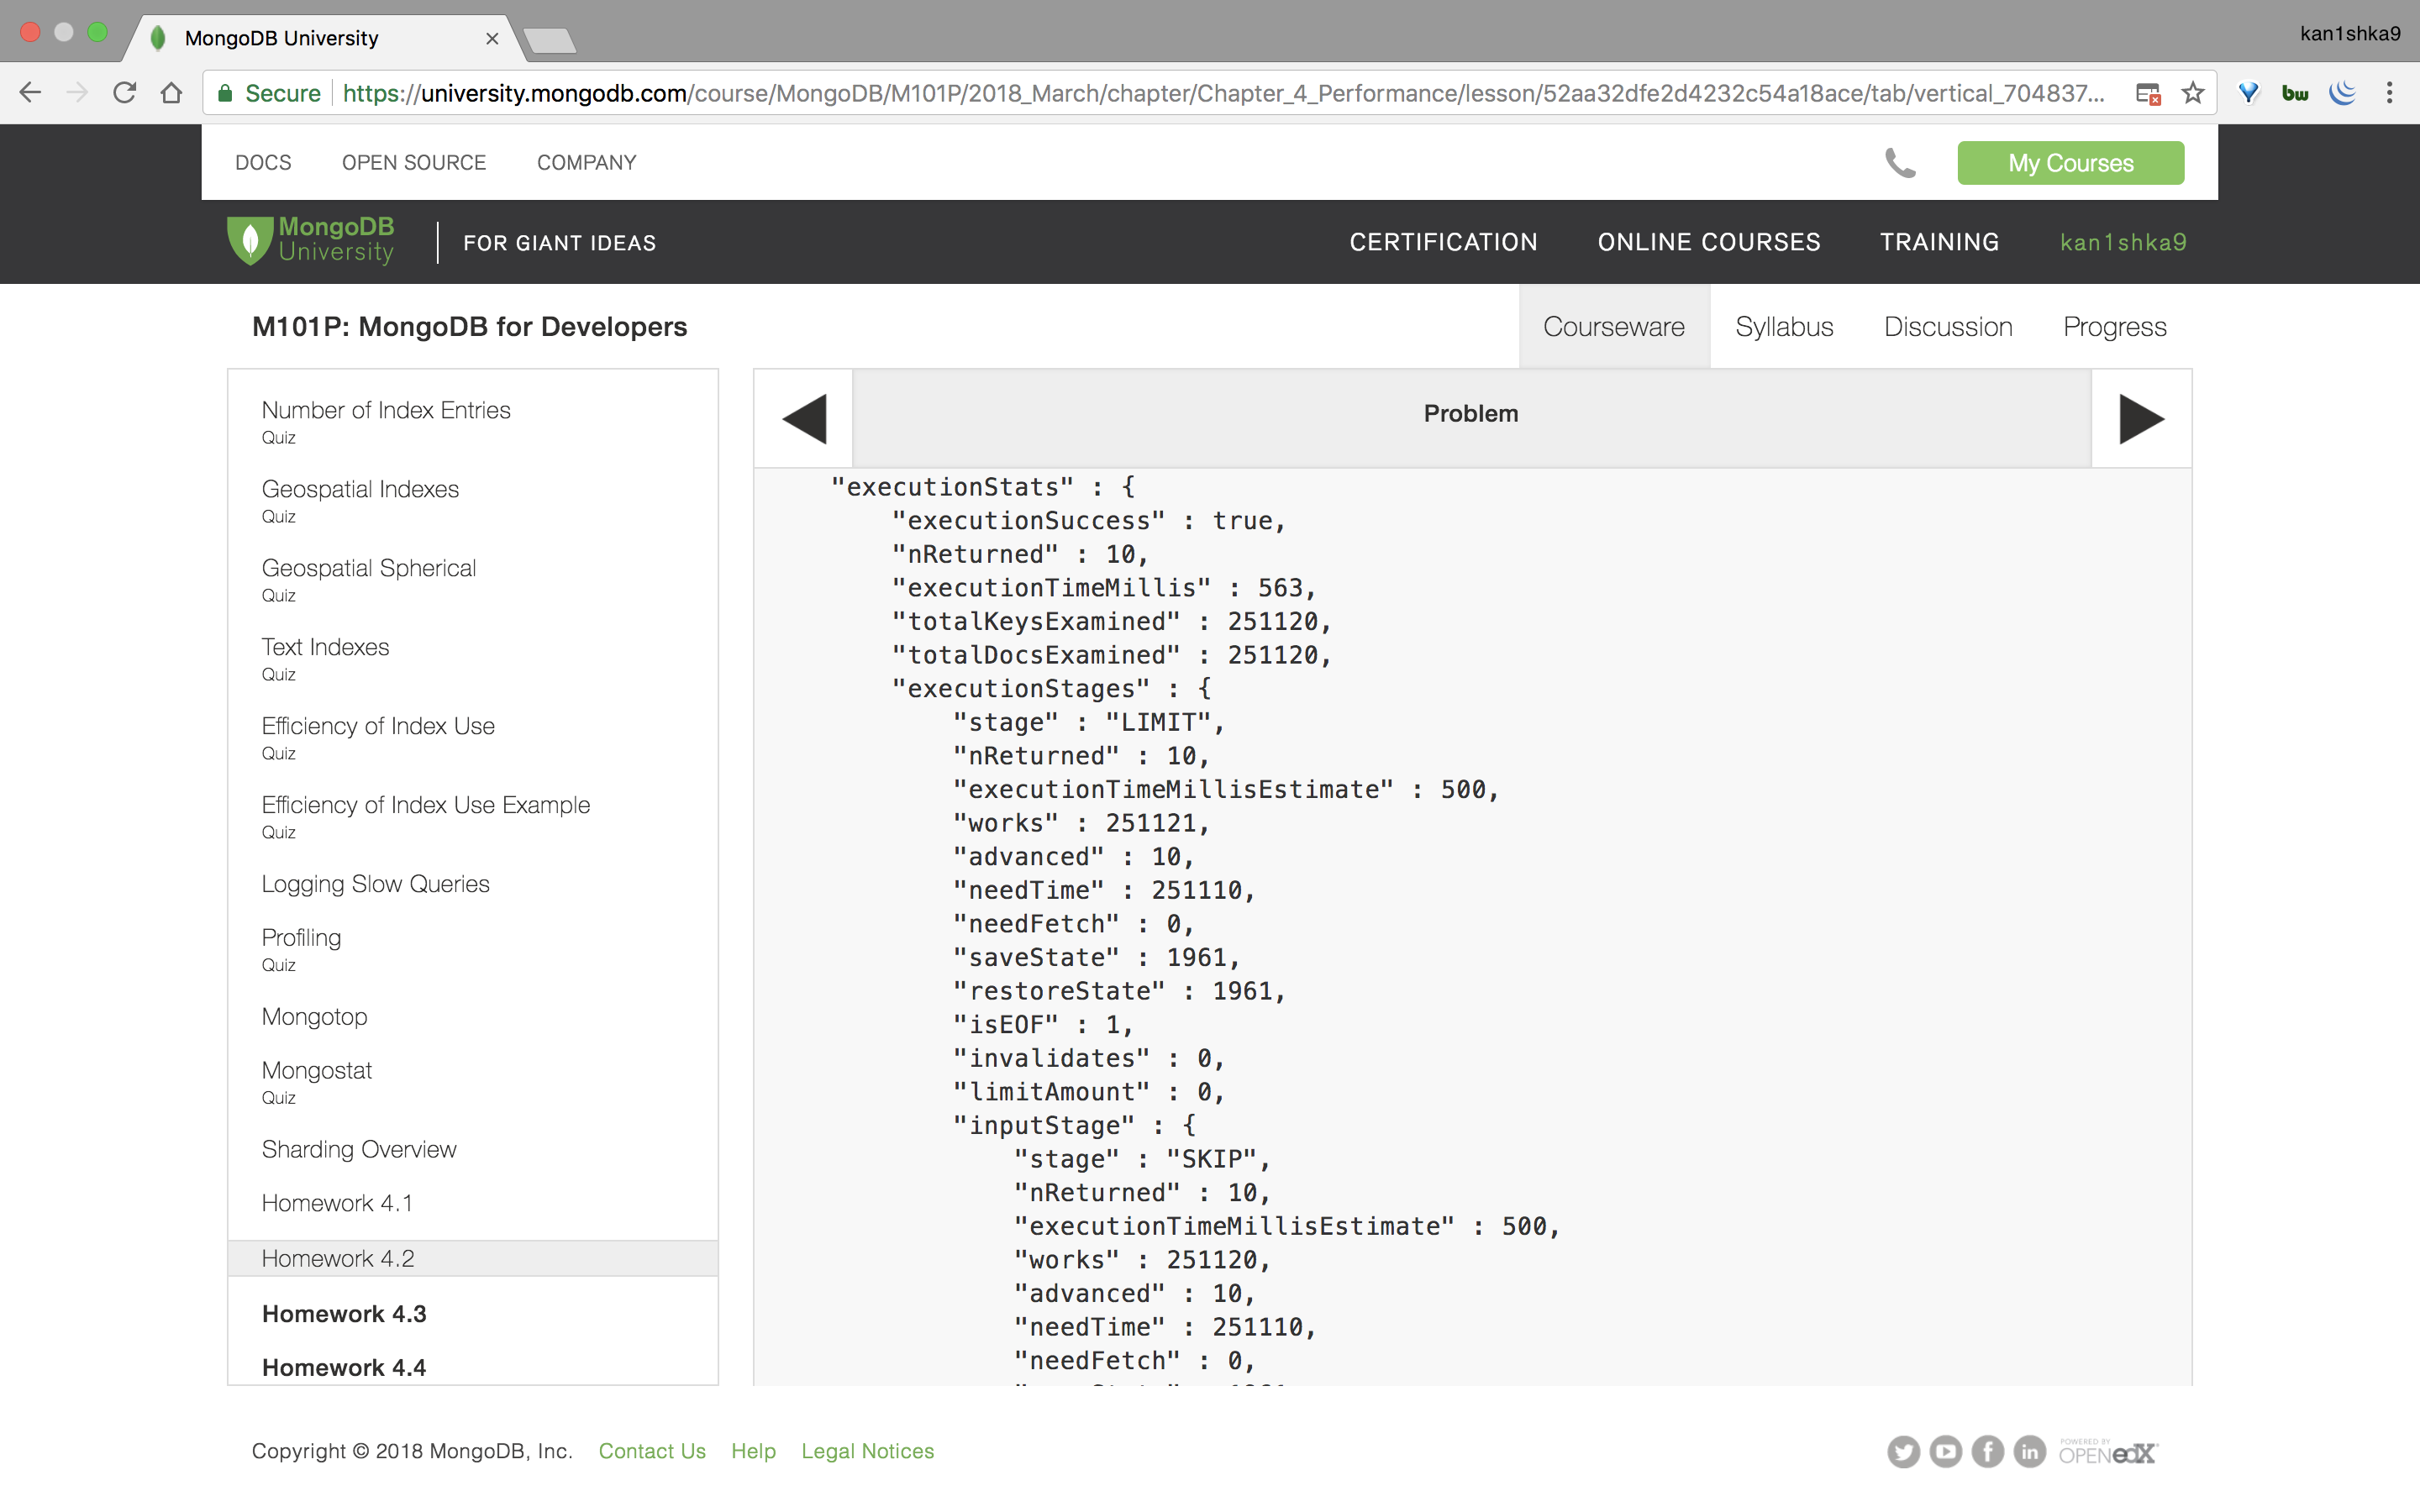 MongoDB University
kan1shka9
Secure
https://university.mongodb.com/course/MongoDB/M101P/2018_March/chapter/Chapter_4_Performance/lesson/52aa32dfe2d4232c54a18ace/tab/vertical_704837...
bw
DOCS
OPEN SOURCE
COMPANY
My Courses
MongoDB
University
FOR GIANT IDEAS
CERTIFICATION
ONLINE COURSES
TRAINING
kan1shka9
M101P: MongoDB for Developers
Courseware
Syllabus
Discussion
Progress
Number of Index Entries
Quiz
Geospatial Indexes
Quiz
Geospatial Spherical
Quiz
Text Indexes
Quiz
Efficiency of Index Use
Quiz
Efficiency of Index Use Example
Quiz
Logging Slow Queries
Profiling
Quiz
Mongotop
Mongostat
Quiz
Sharding Overview
Homework 4.1
Homework 4.2
Homework 4.3
Homework 4.4
Problem
"executionStats" : {
"executionSuccess" : true,
"nReturned" : 10,
"executionTimeMillis" : 563,
"totalKeysExamined" : 251120,
"totalDocsExamined" : 251120,
"executionStages" : {
"stage" : "LIMIT",
"nReturned" : 10,
"executionTimeMillisEstimate" : 500,
"works" : 251121,
"advanced" : 10,
"needTime" : 251110,
"needFetch" : 0,
"saveState" : 1961,
"restoreState" : 1961,
"isEOF" : 1,
"invalidates" : 0,
"limitAmount" : 0,
"inputStage" : {
"stage" : "SKIP",
"nReturned" : 10,
"executionTimeMillisEstimate" : 500,
"works" : 251120,
"advanced" : 10,
"needTime" : 251110,
"needFetch" : 0,
Copyright © 2018 MongoDB, Inc.
Contact Us
Help
Legal Notices
POWERED BY
OPEN edX